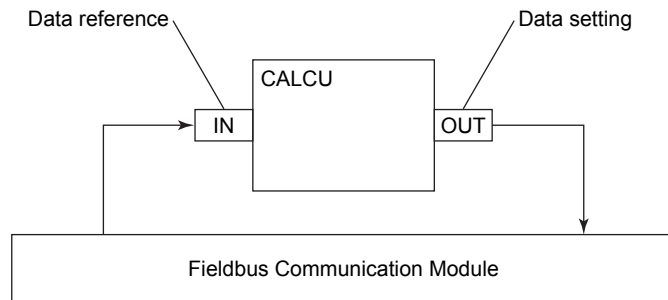 Data reference
Data setting
CALCU
IN
OUT
Fieldbus Communication Module